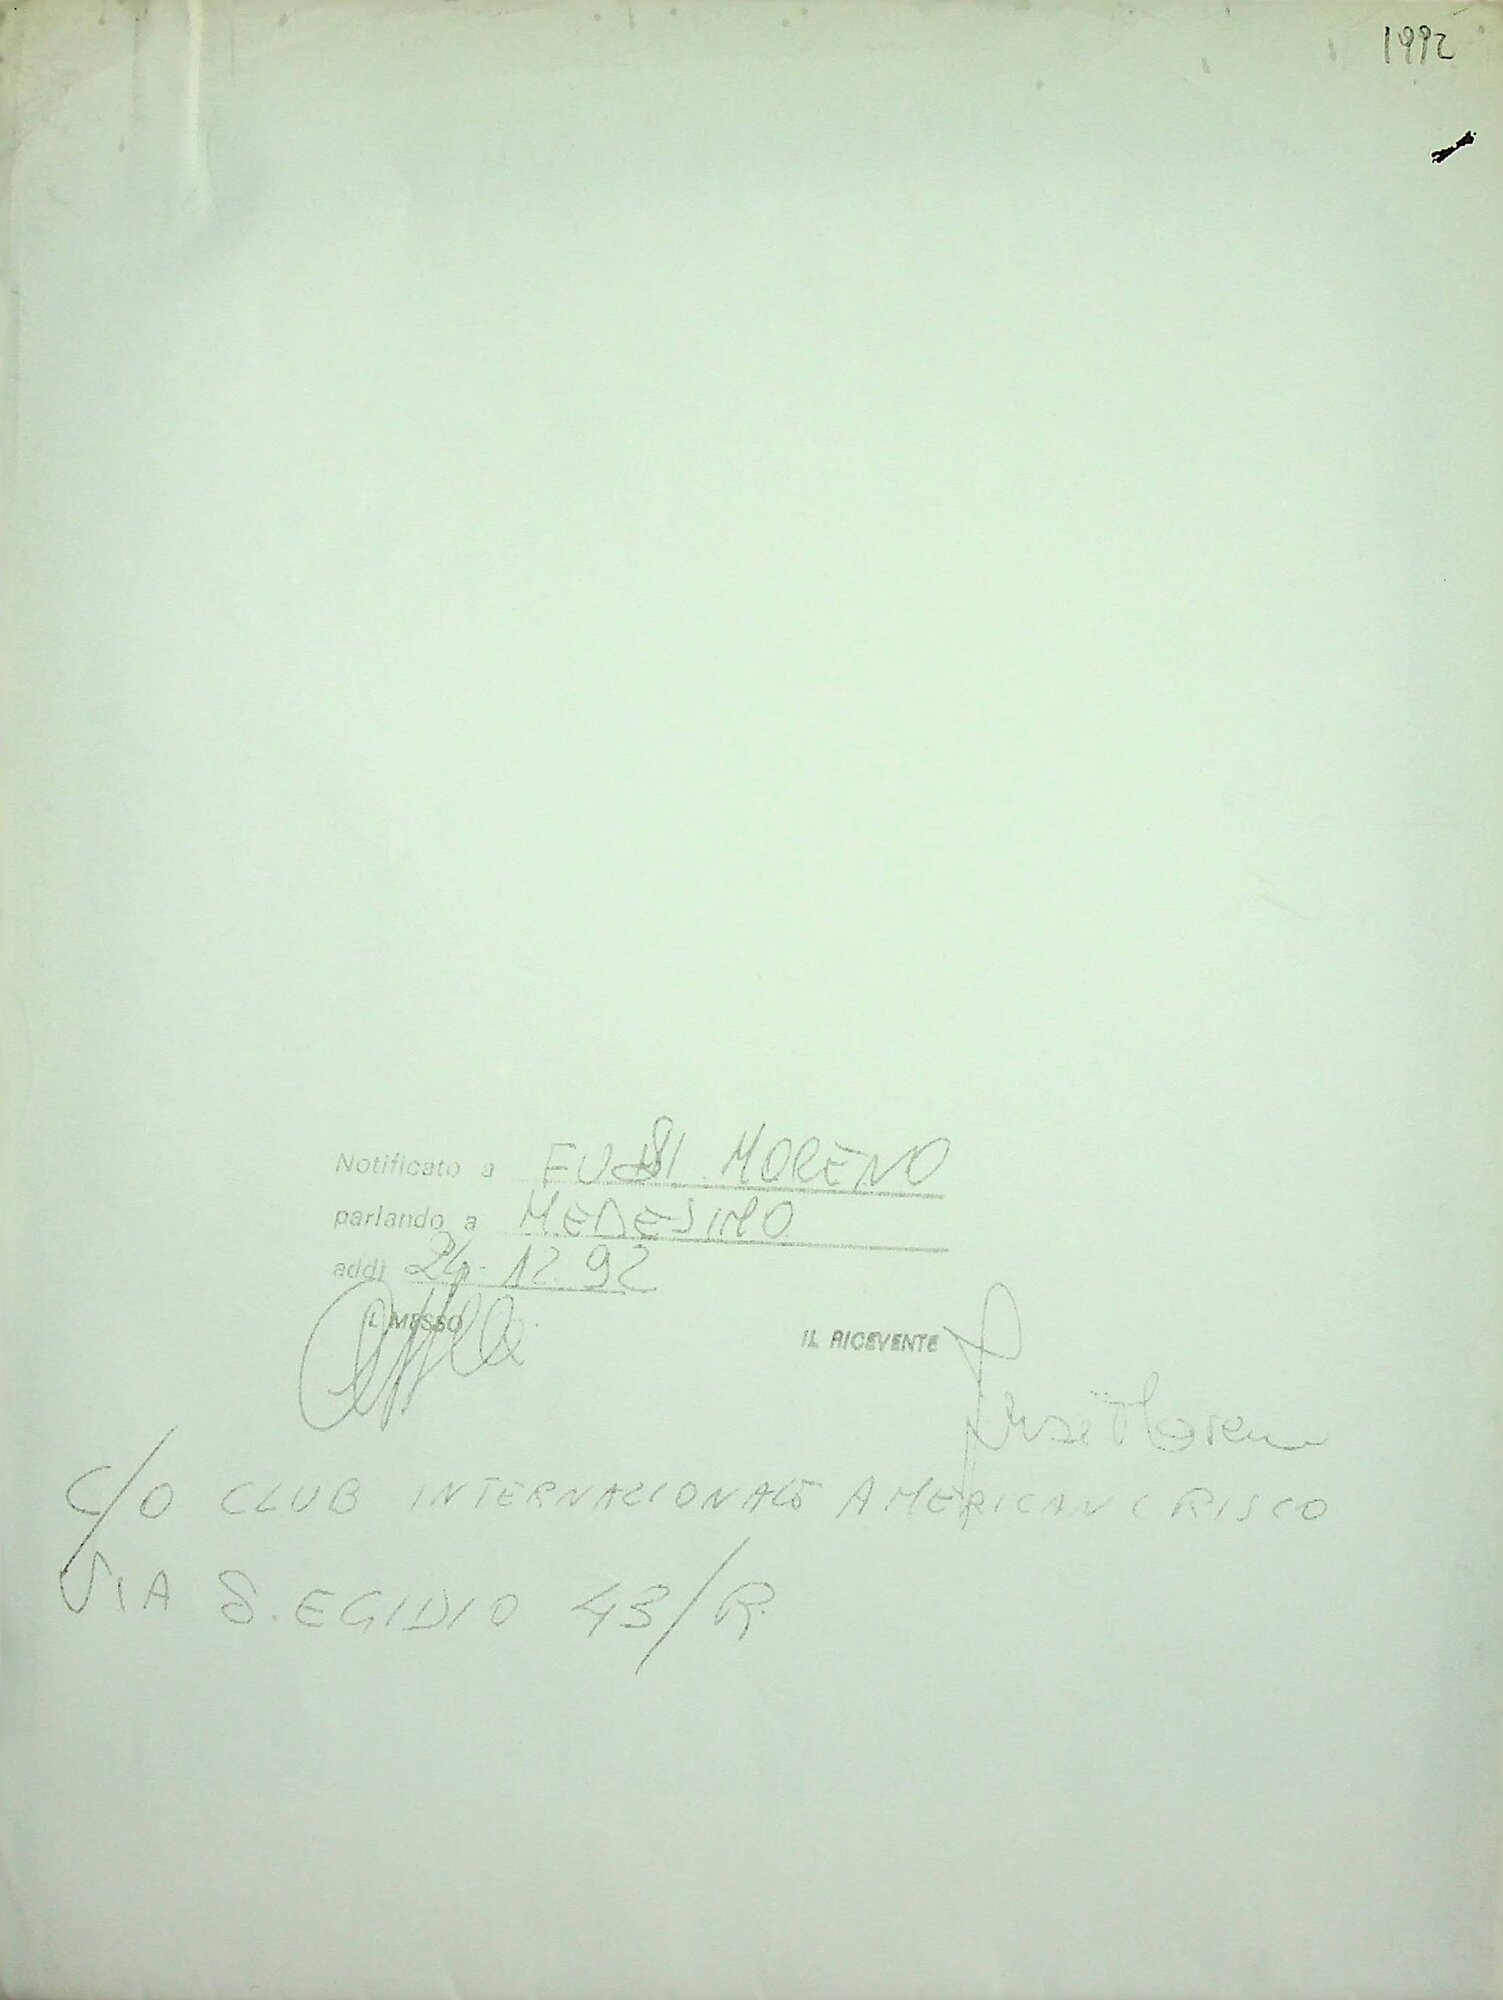 1992
Notificato a FUSI MORENO
parlando a MEDESIMO
addì 24-12 92
IL MESSO
IL RICEVENTE
Moreno
C/O CLUB INTERNAZIONALE AMERICAN CRISCO
VIA S. EGIDIO 43/R